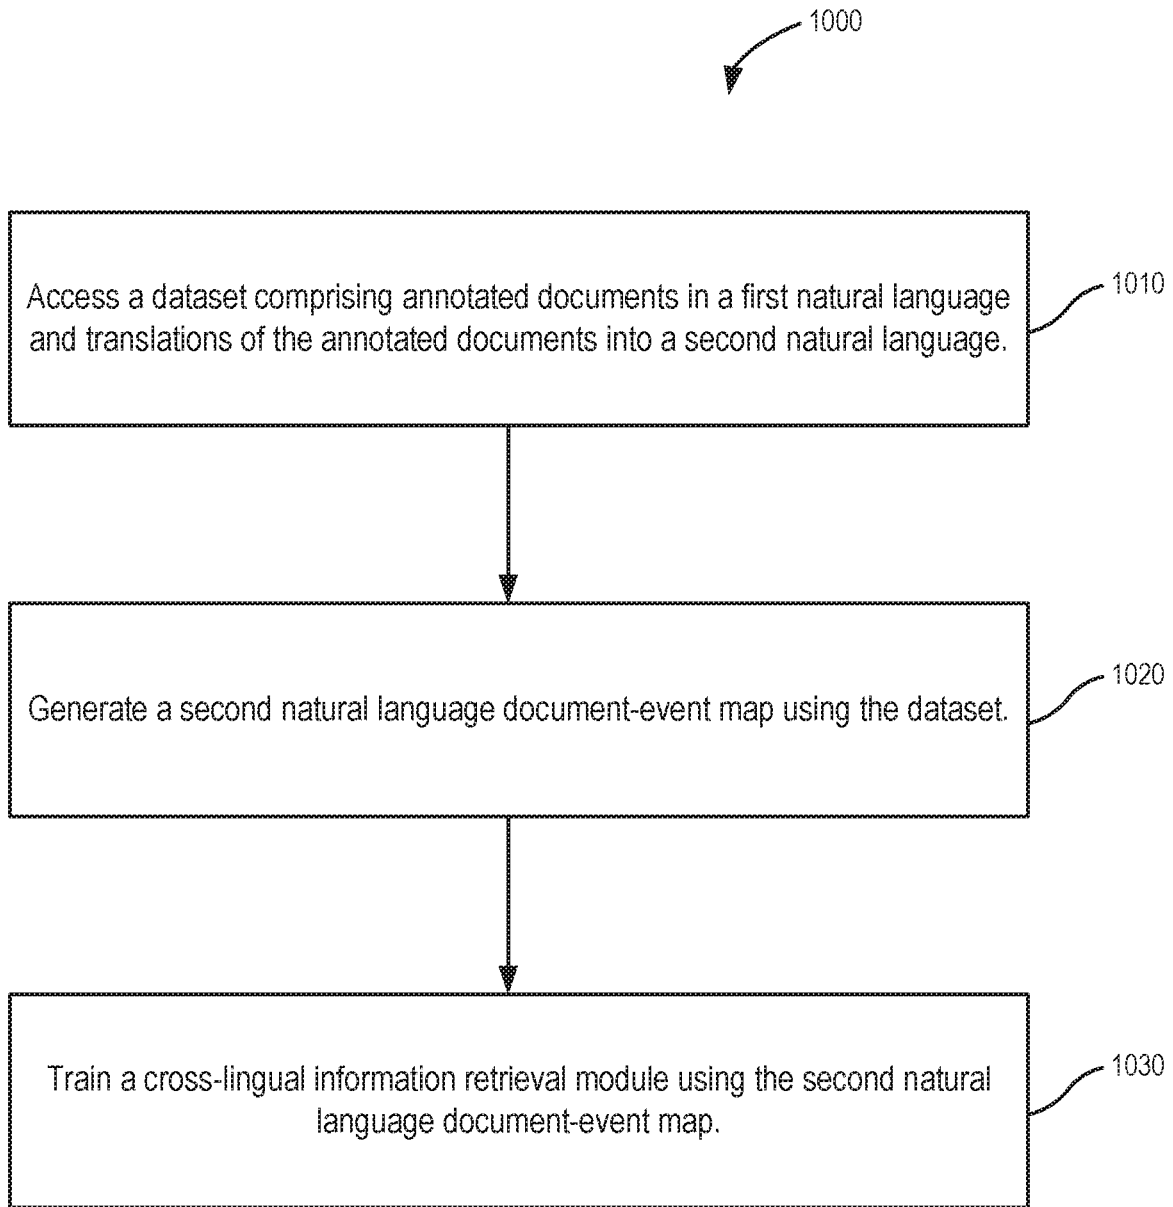 1000
Access a dataset comprising annotated documents in a first natural language
and translations of the annotated documents into a second natural language.
1010
Generate a second natural language document-event map using the dataset.
1020
Train a cross-lingual information retrieval module using the second natural
language document-event map.
1030